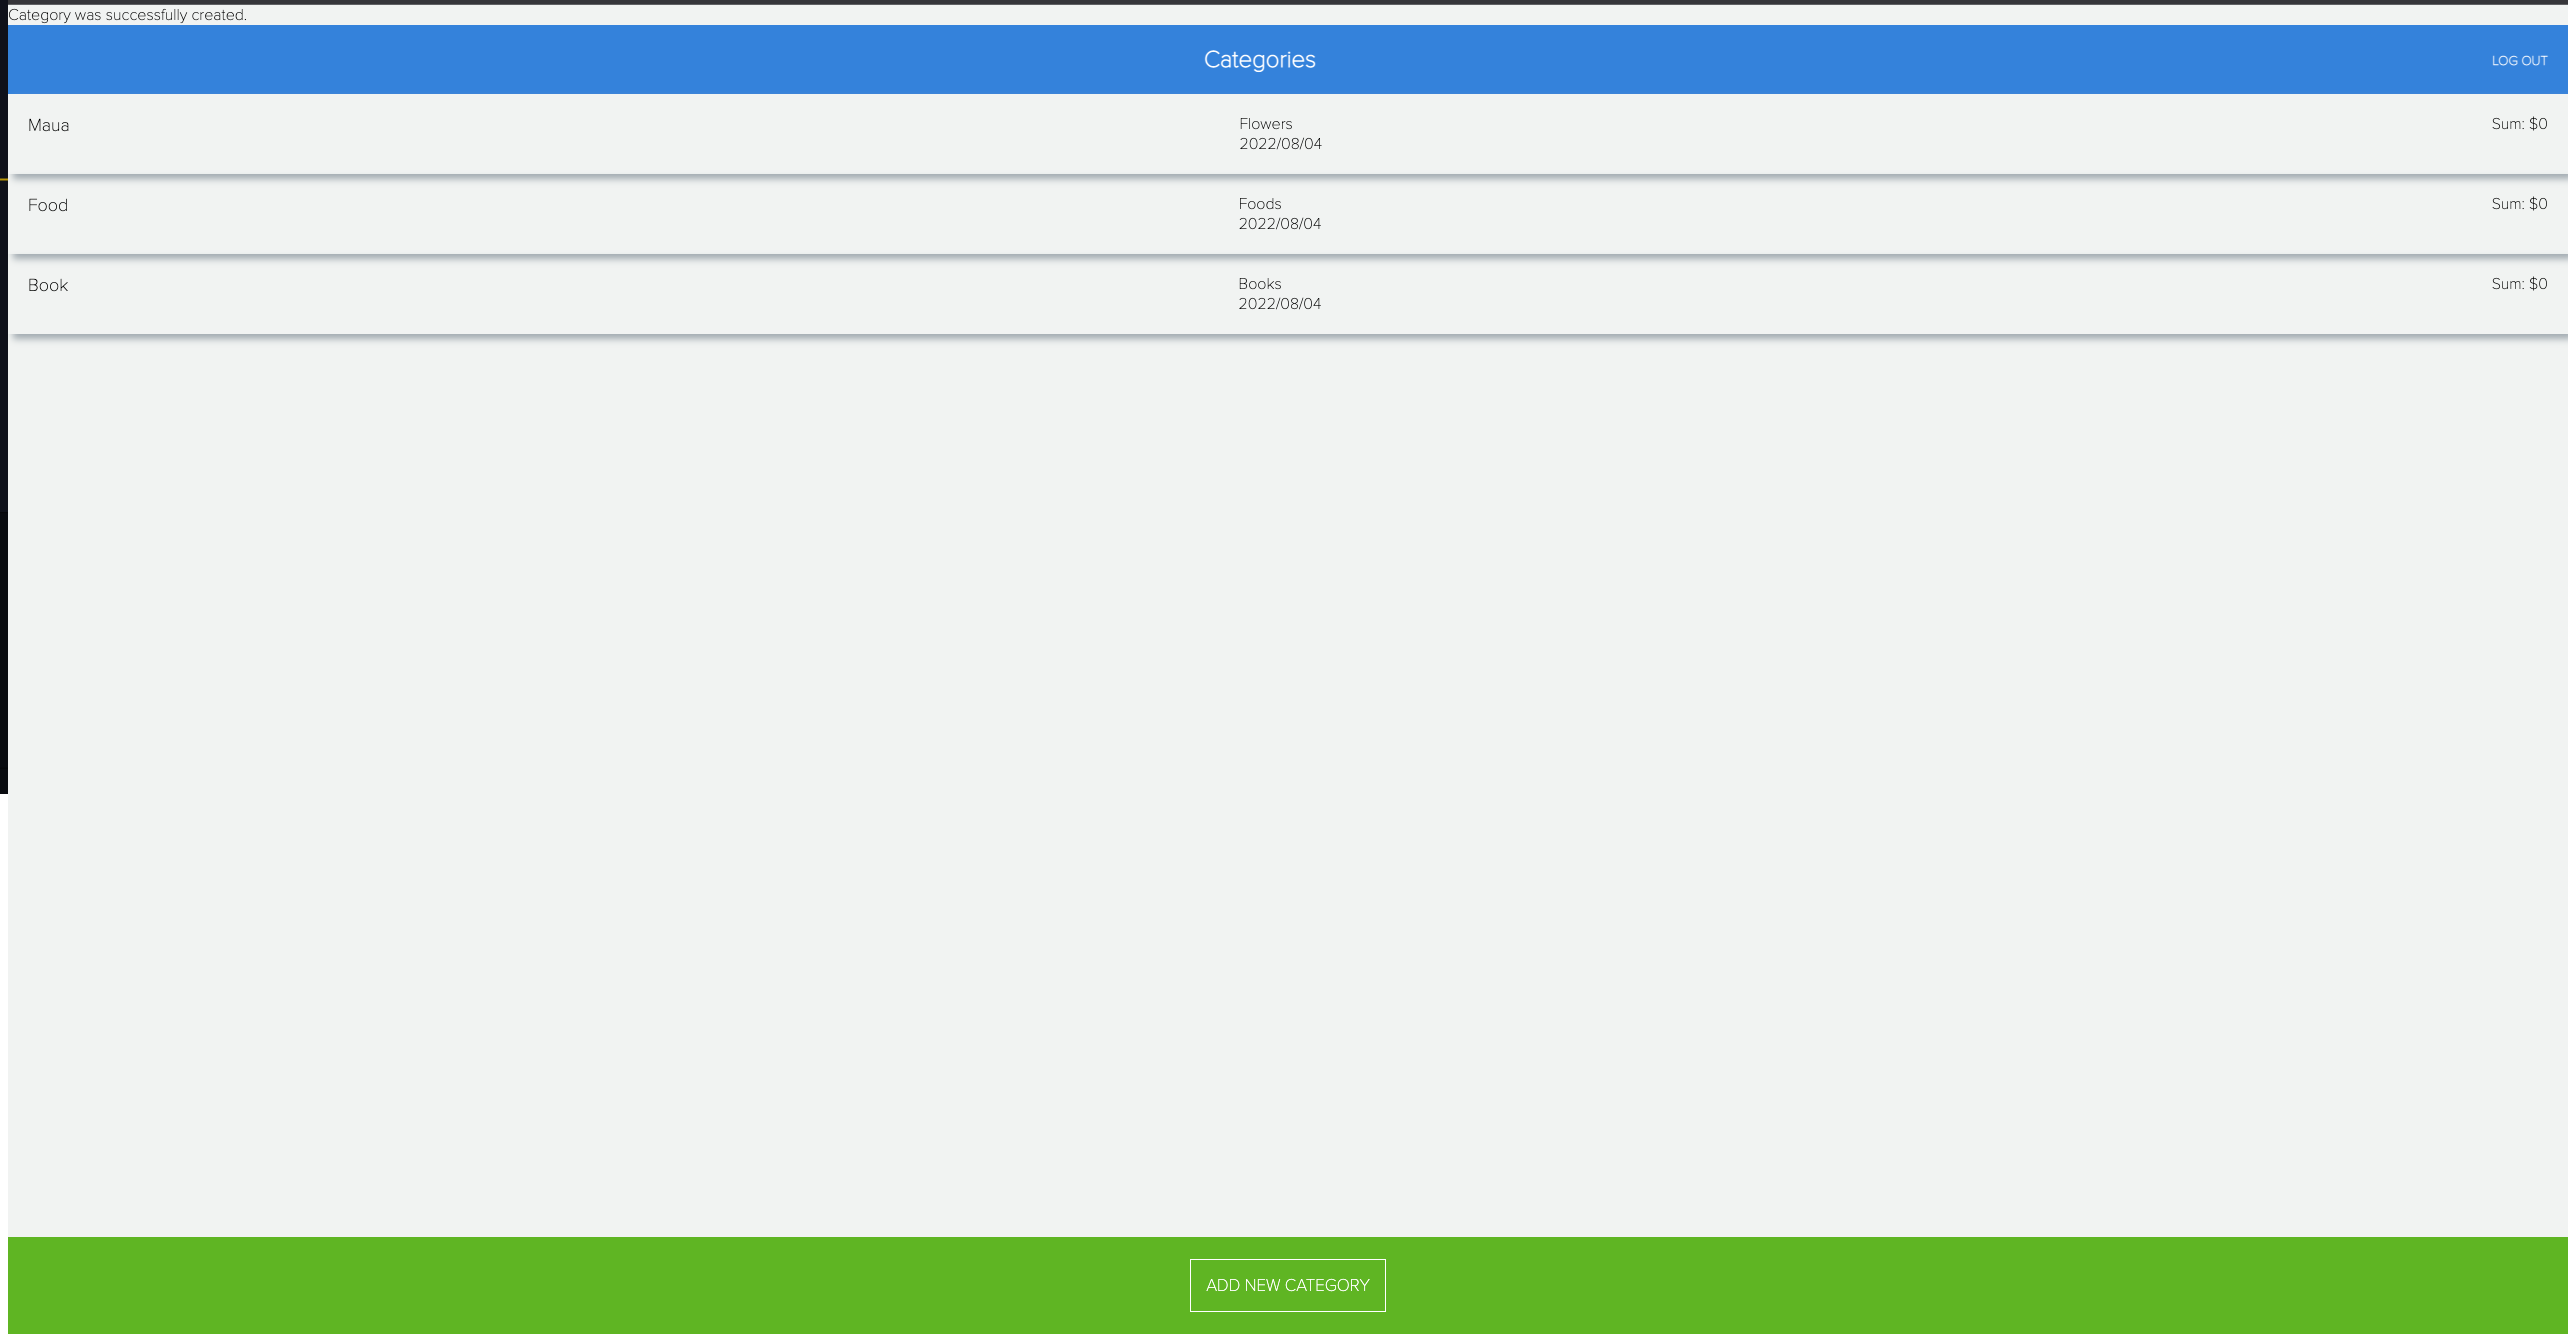 Category was successfully created.
Categories
LOG OUT
Maua
Flowers
2022/08/04
Sum: $0
Food
Foods
2022/08/04
Sum: $0
Book
Books
2022/08/04
Sum: $0
ADD NEW CATEGORY